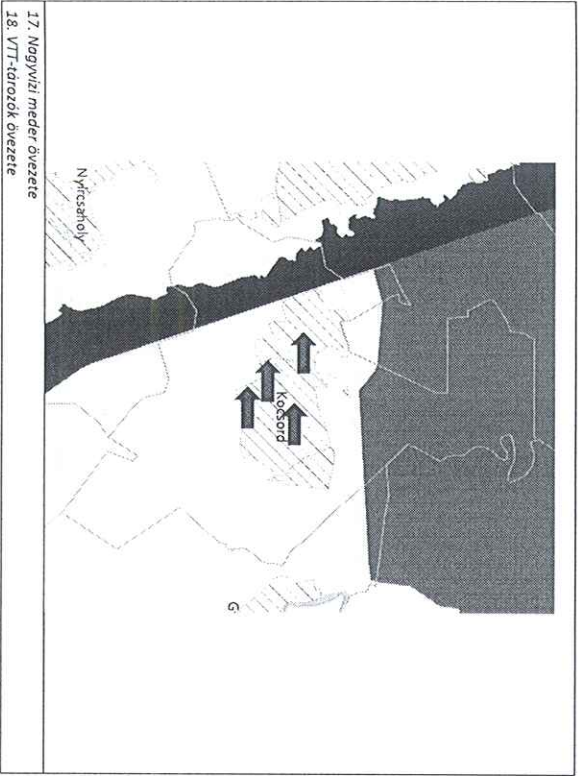 Nyírcsaholy
Kocsord
G
17. Nagyvízi meder övezete
18. VTT-tározók övezete